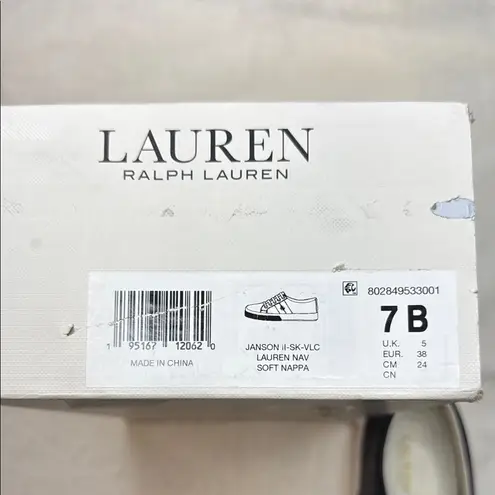 LAUREN
RALPH LAUREN
802849533001
7 B
U.K. 5
EUR. 38
CM 24
CN
JANSON II-SK-VLC
LAUREN NAV
SOFT NAPPA
1 95167 12062 0
MADE IN CHINA